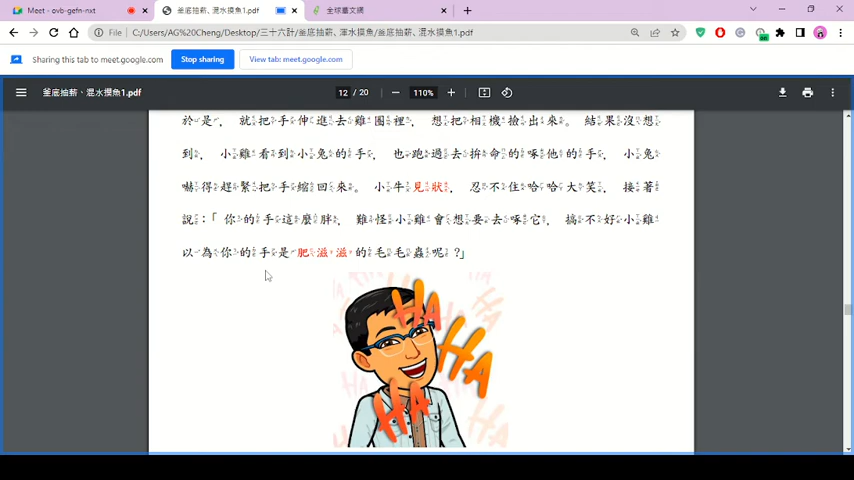 Meet - ovb-gefn-nxt
釜底抽薪、混水摸魚1.pdf
全球臺文網
File | C:/Users/AG%20Cheng/Desktop/三十六計/釜底抽薪、渾水摸魚/釜底抽薪、混水摸魚1.pdf
Sharing this tab to meet.google.com
Stop sharing
View tab: meet.google.com
釜底抽薪、混水摸魚1.pdf
12 / 20
110%
於是，就把手伸進去雞圈裡，想把相機撿出來。結果沒想
到，小雞看到小兔的手，也跑過去拚命的啄他的手，小兔
嚇得趕緊把手縮回來。小牛見狀，忍不住哈哈大笑，接著
說：「你的手這麼胖，難怪小雞會想要去啄它，搞不好小雞
以為你的手是肥滋滋的毛毛蟲呢？」
HA
HA
HA